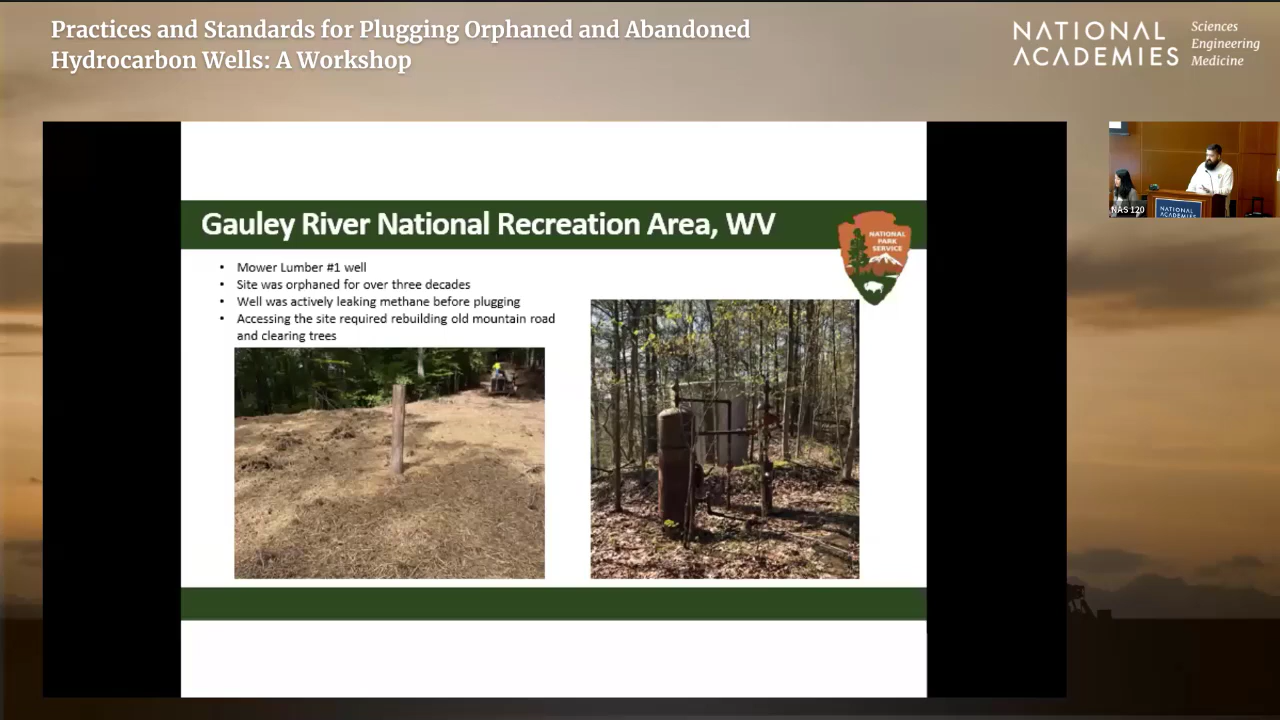 Practices and Standards for Plugging Orphaned and Abandoned
Hydrocarbon Wells: A Workshop
NATIONAL
ACADEMIES
Sciences
Engineering
Medicine
Gauley River National Recreation Area, WV
NATIONAL
PARK
SERVICE
• Mower Lumber #1 well
• Site was orphaned for over three decades
• Well was actively leaking methane before plugging
• Accessing the site required rebuilding old mountain road
and clearing trees
NAS 120
NATIONAL
ACADEMIES